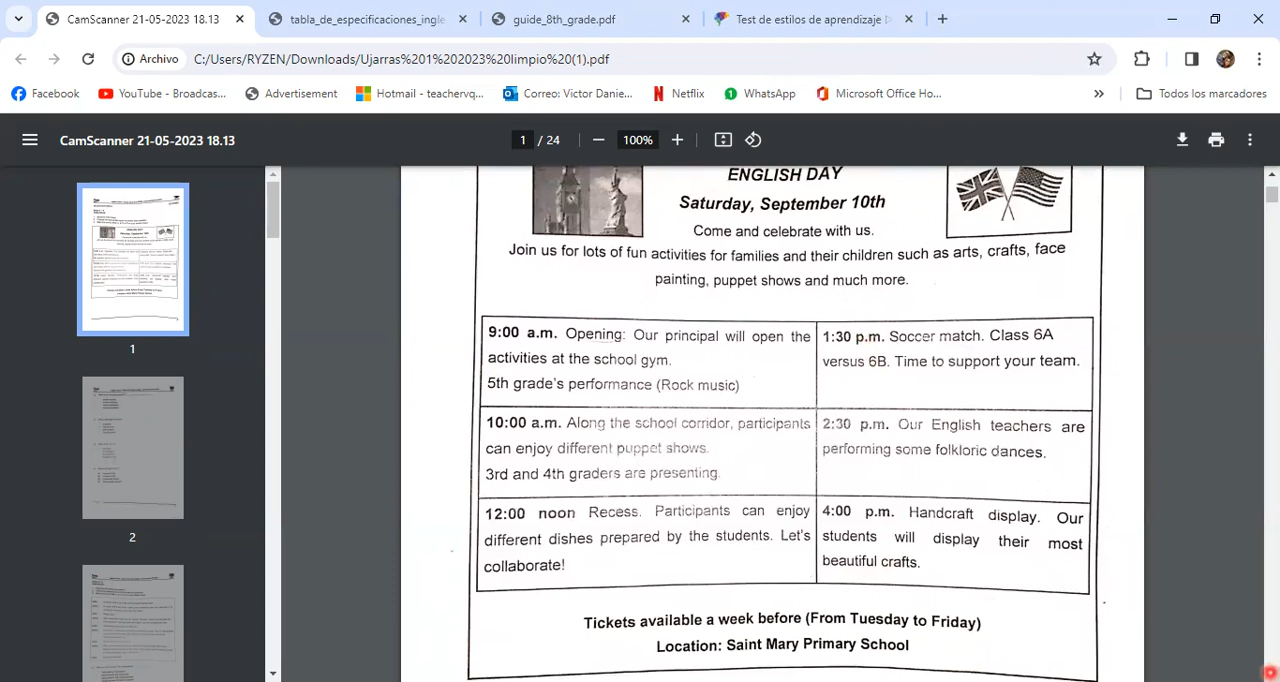 CamScanner 21-05-2023 18.13
tabla_de_especificaciones_ingle
guide_8th_grade.pdf
Test de estilos de aprendizaje
Archivo
C:/Users/RYZEN/Downloads/Ujarras%201%202023%20limpio%20(1).pdf
Facebook
YouTube - Broadcas...
Advertisement
Hotmail - teachervq...
Correo: Victor Danie...
Netflix
WhatsApp
Microsoft Office Ho...
Todos los marcadores
CamScanner 21-05-2023 18.13
1 / 24
100%
1
2
ENGLISH DAY
Saturday, September 10th
Come and celebrate with us.
Join us for lots of fun activities for families and their children such as arts, crafts, face
painting, puppet shows and much more.
9:00 a.m. Opening: Our principal will open the
activities at the school gym.
5th grade's performance (Rock music)
1:30 p.m. Soccer match. Class 6A
versus 6B. Time to support your team.
10:00 a.m. Along the school corridor, participants
can enjoy different puppet shows.
3rd and 4th graders are presenting.
2:30 p.m. Our English teachers are
performing some folkloric dances.
12:00 noon Recess. Participants can enjoy
different dishes prepared by the students. Let's
collaborate!
4:00 p.m. Handcraft display. Our
students will display their most
beautiful crafts.
Tickets available a week before (From Tuesday to Friday)
Location: Saint Mary Primary School